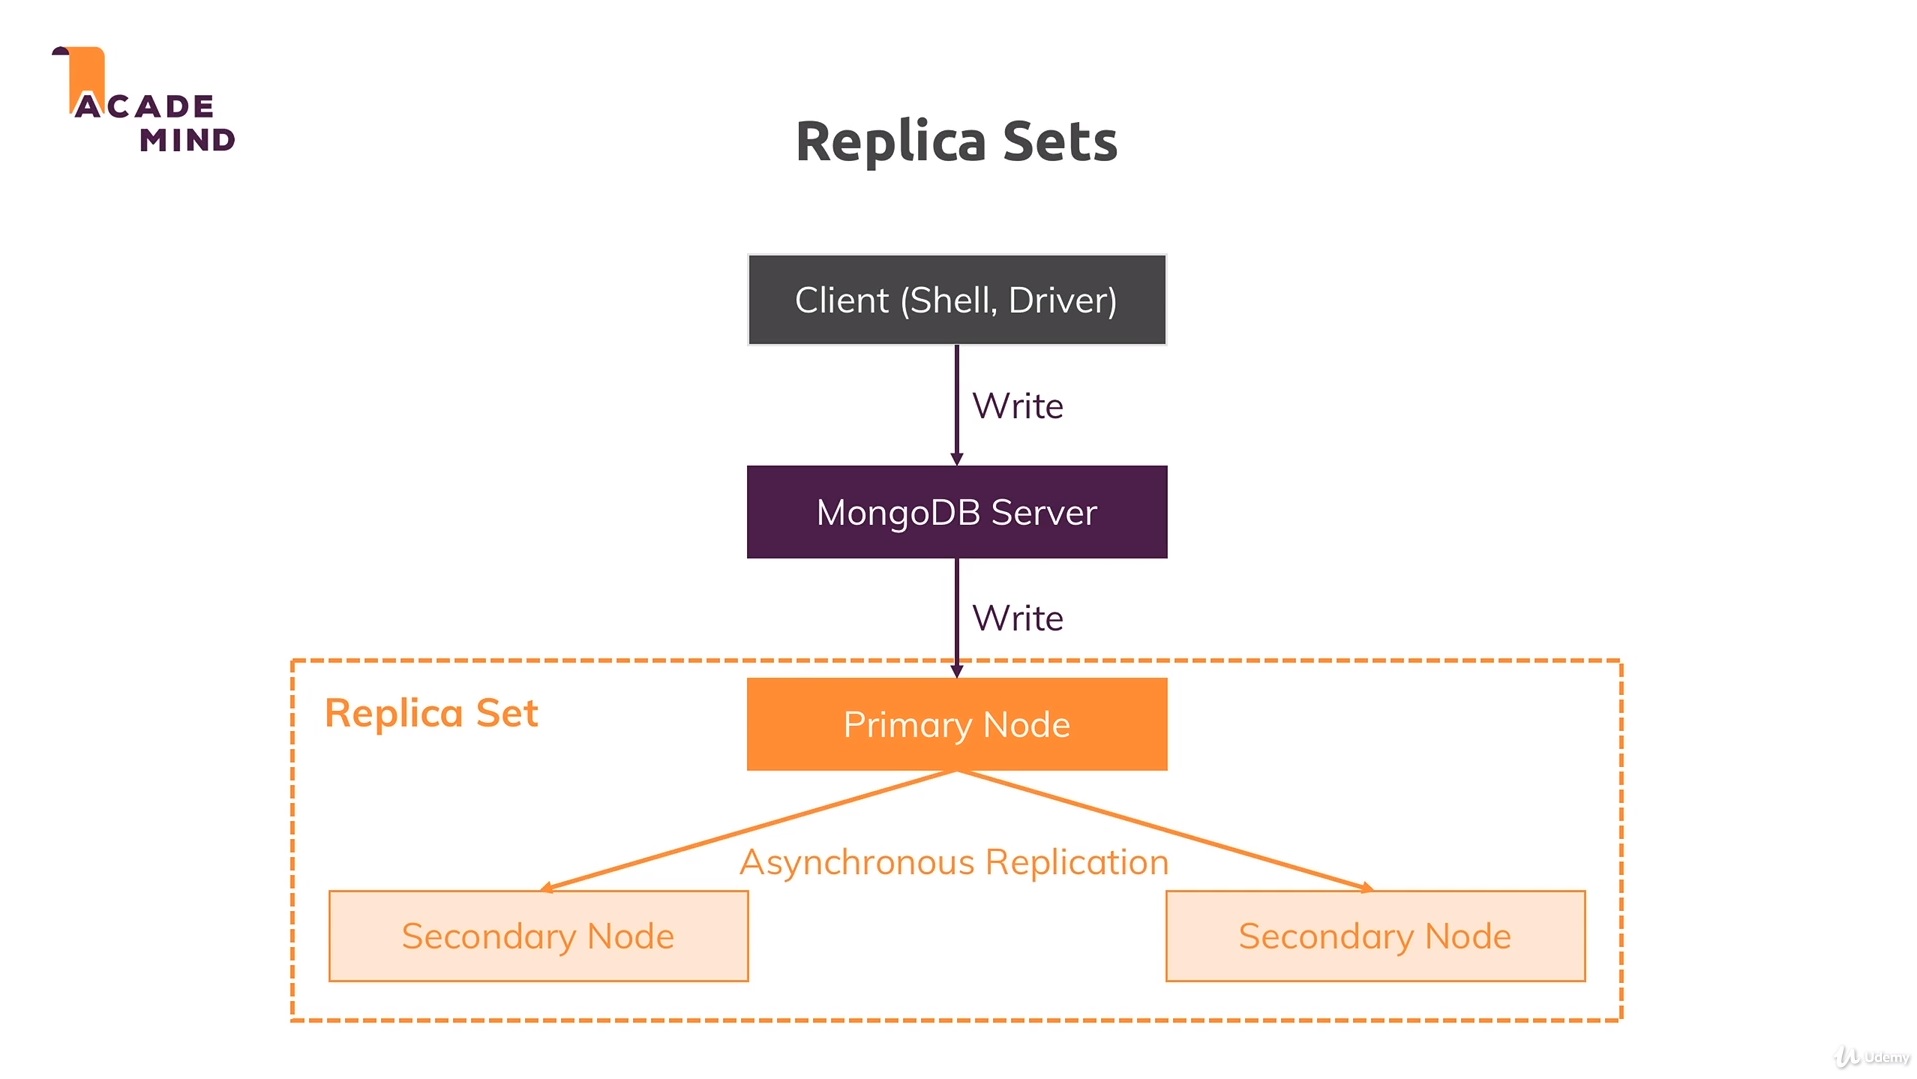 ACADE
MIND
Replica Sets
Client (Shell, Driver)
Write
MongoDB Server
Write
Replica Set
Primary Node
Asynchronous Replication
Secondary Node
Secondary Node
Udemy